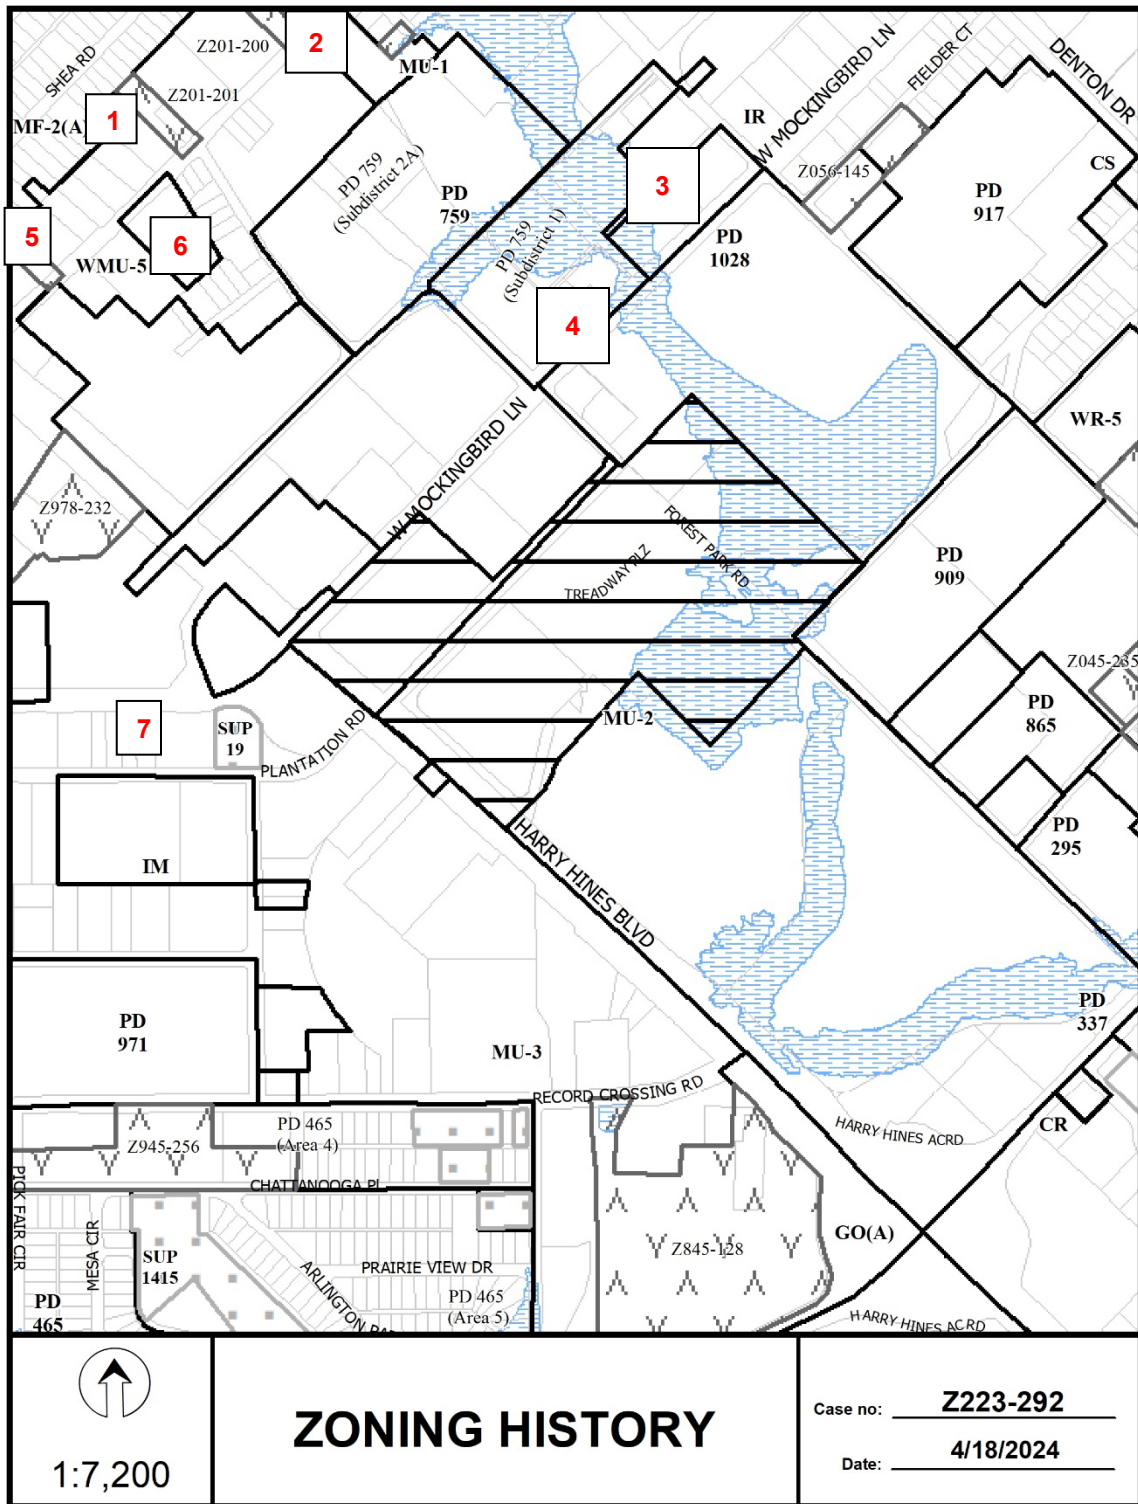 2
Z201-200
MU-1
SHEA RD
Z201-201
1
MF-2(A)
IR
W MOCKINGBIRD LN
FIELDER CT
DENTON DR
Z056-145
CS
PD
917
PD 759
(Subdistrict 2A)
PD
759
3
5
6
WMU-5
PD 759
(Subdistrict 1)
PD
1028
4
WR-5
W MOCKINGBIRD LN
Z978-232
FOREST PARK RD
TREADWAY PLZ
PD
909
Z045-235
PD
865
7
SUP
19
PLANTATION RD
MU-2
PD
295
IM
HARRY HINES BLVD
PD
971
MU-3
PD
337
RECORD CROSSING RD
CR
HARRY HINES ACRD
Z945-256
PD 465
(Area 4)
CHATTANOOGA Pl
PICK FAIR CIR
MESA CIR
SUP
1415
PRAIRIE VIEW DR
ARLINGTON PA
PD 465
(Area 5)
PD
465
Z845-128
GO(A)
HARRY HINES ACRD
1:7,200
ZONING HISTORY
Case no: Z223-292
Date: 4/18/2024